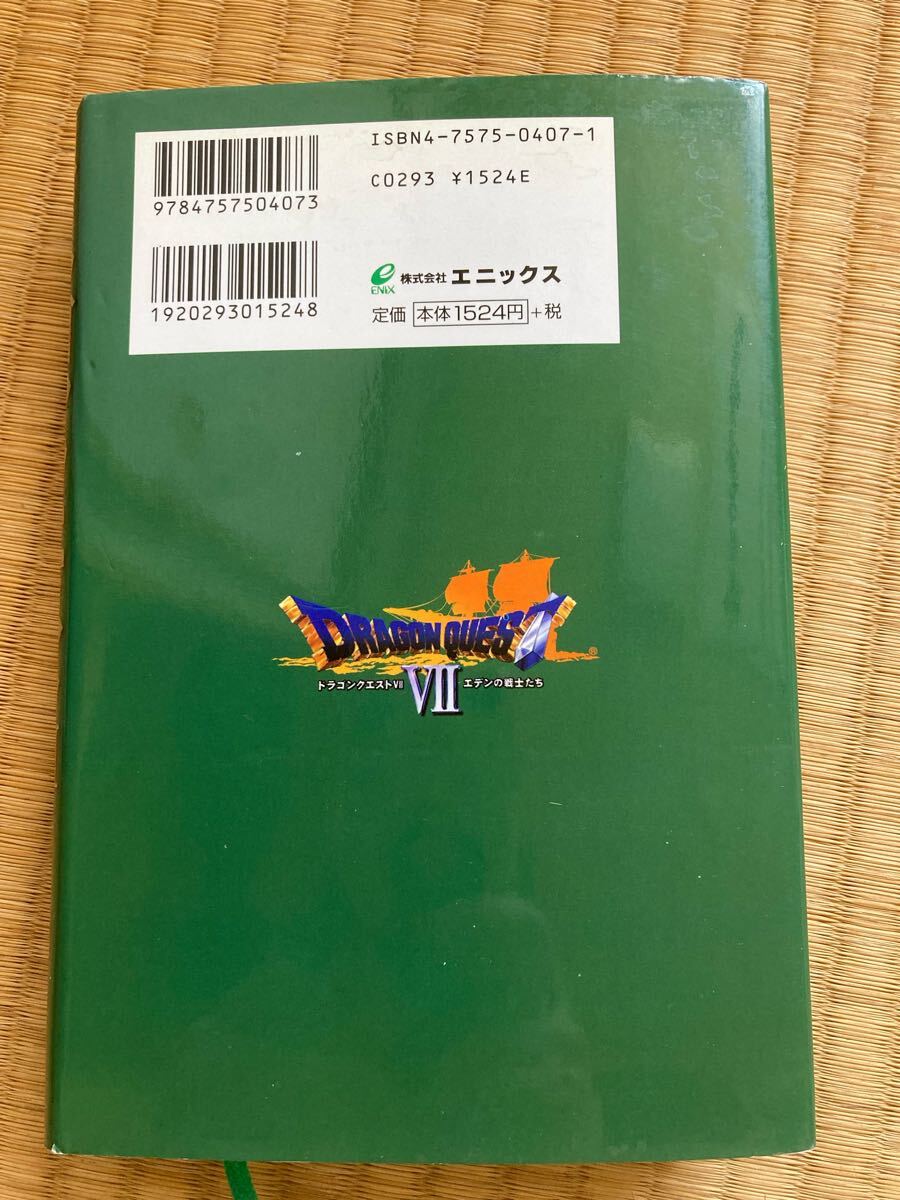 ISBN4-7575-0407-1
C0293 ¥1524E
9784757504073
1920293015248
ENIX
株式会社 エニックス
定価 本体1524円+税
DRAGON QUEST
®
ドラゴンクエストVII
VII
エデンの戦士たち